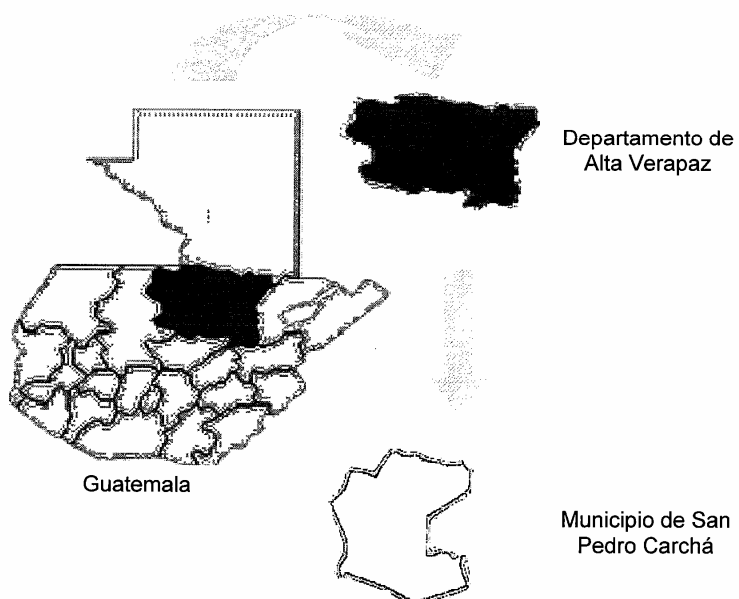 Departamento de
Alta Verapaz
Guatemala
Municipio de San
Pedro Carchá